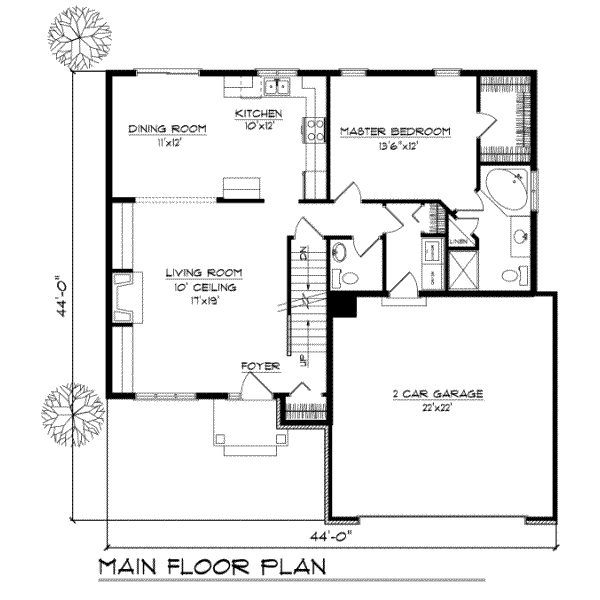 KITCHEN
10'x12'
DINING ROOM
11'x12'
MASTER BEDROOM
13'6"x12'
LINEN
DN
LIVING ROOM
10' CEILING
17'x19'
44'-0"
UP
FOYER
2 CAR GARAGE
22'x22'
44'-0"
MAIN FLOOR PLAN